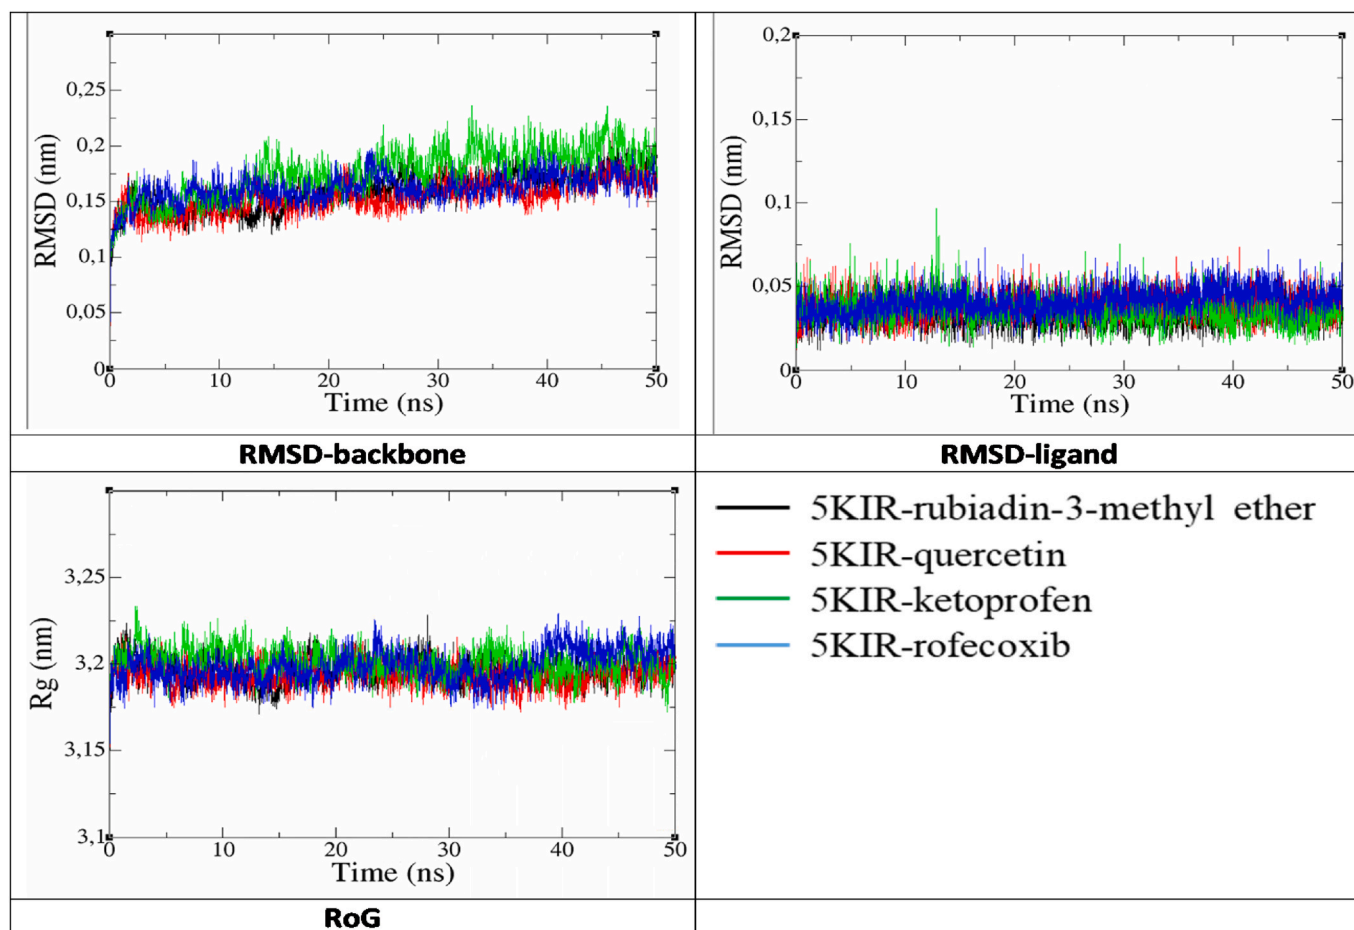 RMSD (nm)
0,25
0,2
0,15
0,1
0,05
0
0 10 20 30 40 50
Time (ns)
RMSD-backbone
RMSD (nm)
0,2
0,15
0,1
0,05
0
0 10 20 30 40 50
Time (ns)
RMSD-ligand
Rg (nm)
3,25
3,2
3,15
3,1
0 10 20 30 40 50
Time (ns)
RoG
5KIR-rubiadin-3-methyl ether
5KIR-quercetin
5KIR-ketoprofen
5KIR-rofecoxib